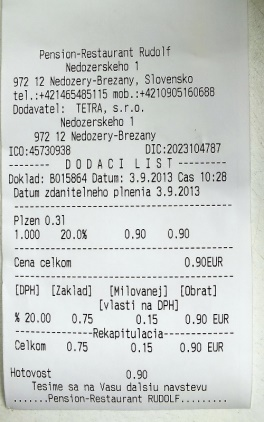 Pension-Restaurant Rudolf
Nedozerskeho 1
972 12 Nedozery-Brezany, Slovensko
tel.:+421465485115 mob.:+4210905160688
Dodavatel: TETRA, s.r.o.
Nedozerskeho 1
972 12 Nedozery-Brezany
ICO:45730938 DIC:2023104787
-------- D O D A C I L I S T ---------
Doklad: B015864 Datum: 3.9.2013 Cas 10:28
Datum zdanitelneho plnenia 3.9.2013
Plzen 0.31
1.000 20.0% 0.90 0.90
Cena celkom 0.90EUR
[DPH] [Zaklad] [Milovanej] [Obrat]
[vlasti na DPH]
% 20.00 0.75 0.15 0.90 EUR
---------------Rekapitulacia-----------
Celkom 0.75 0.15 0.90 EUR
Hotovost 0.90
Tesime sa na Vasu dalsiu navstevu
.......Pension-Restaurant RUDOLF.........